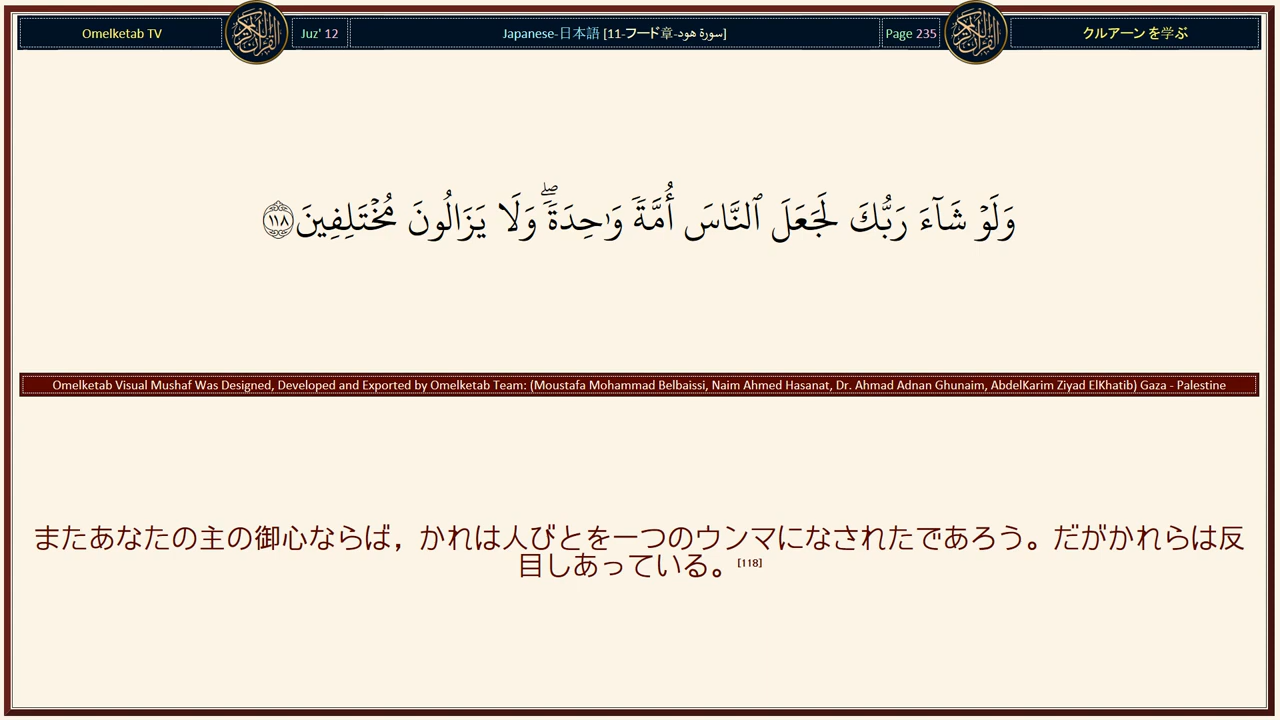 Omelketab TV
Juz' 12
Japanese-日本語 [11-フード章-سورة هود]
Page 235
クルアーン を学ぶ
وَلَوۡ شَآءَ رَبُّكَ لَجَعَلَ ٱلنَّاسَ أُمَّةٗ وَٰحِدَةٗۖ وَلَا يَزَالُونَ مُخۡتَلِفِينَ ١١٨
Omelketab Visual Mushaf Was Designed, Developed and Exported by Omelketab Team: (Moustafa Mohammad Belbaissi, Naim Ahmed Hasanat, Dr. Ahmad Adnan Ghunaim, AbdelKarim Ziyad ElKhatib) Gaza - Palestine
またあなたの主の御心ならば，かれは人びとを一つのウンマになされたであろう。だがかれらは反
目しあっている。[118]